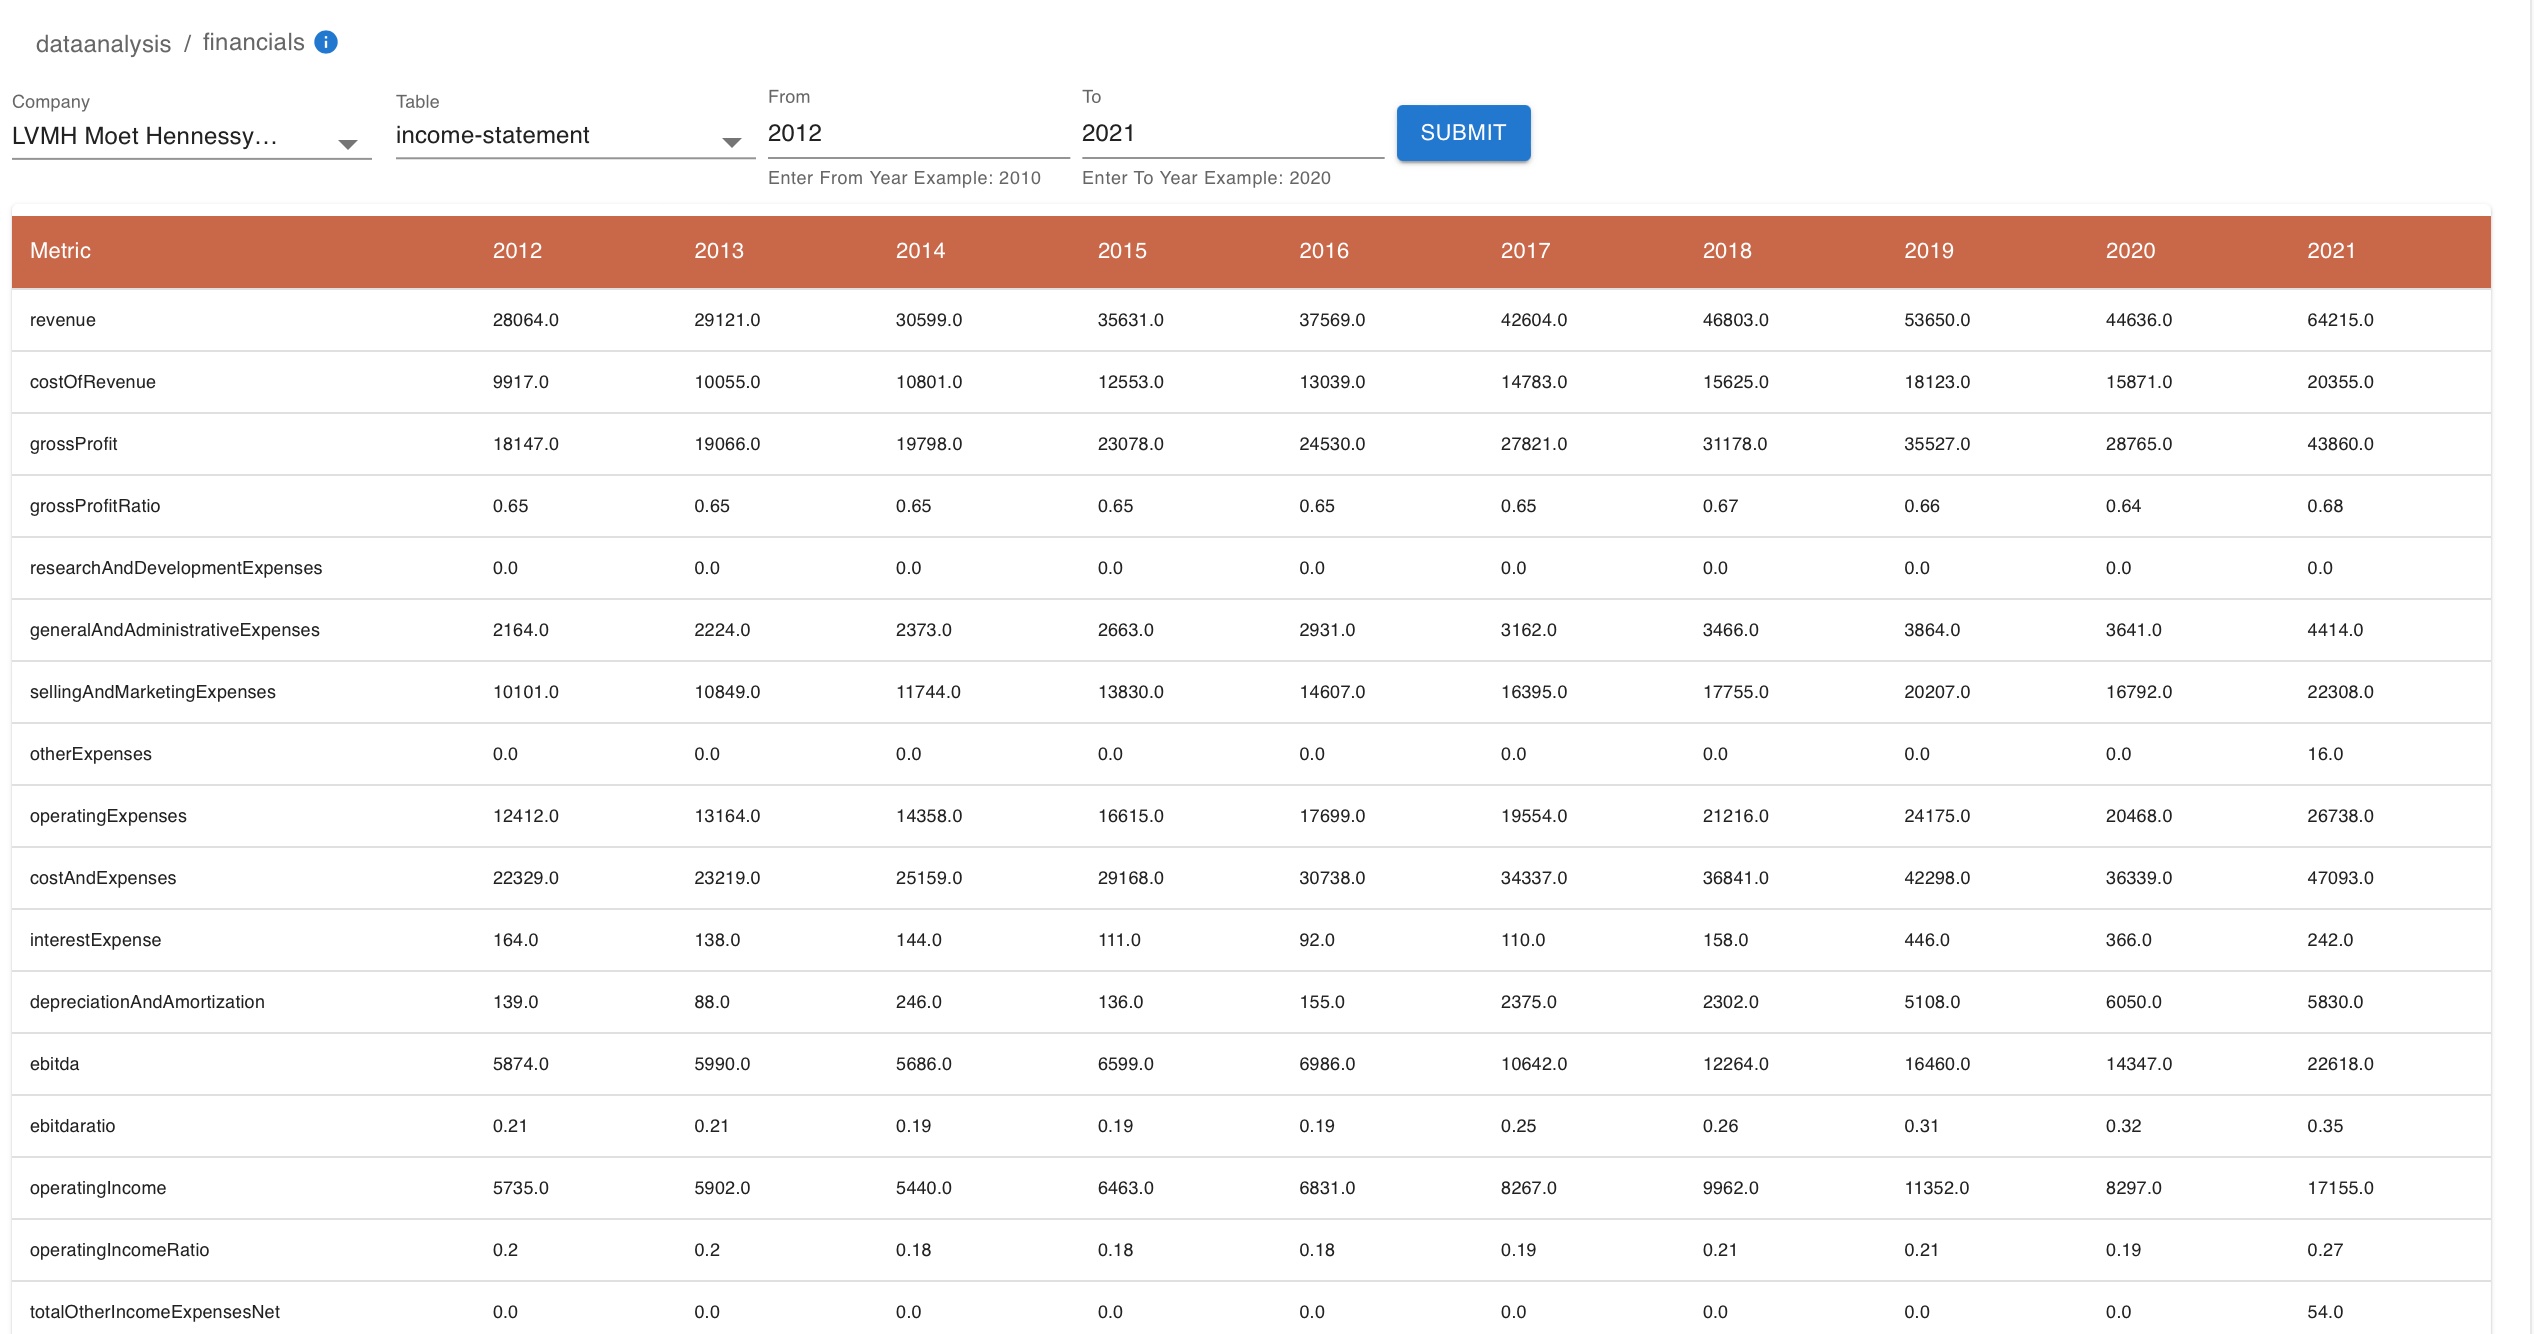 dataanalysis / financials
Company Table From To
LVMH Moet Hennessy... income-statement 2012 2021 SUBMIT
Enter From Year Example: 2010 Enter To Year Example: 2020
Metric 2012 2013 2014 2015 2016 2017 2018 2019 2020 2021
revenue 28064.0 29121.0 30599.0 35631.0 37569.0 42604.0 46803.0 53650.0 44636.0 64215.0
costOfRevenue 9917.0 10055.0 10801.0 12553.0 13039.0 14783.0 15625.0 18123.0 15871.0 20355.0
grossProfit 18147.0 19066.0 19798.0 23078.0 24530.0 27821.0 31178.0 35527.0 28765.0 43860.0
grossProfitRatio 0.65 0.65 0.65 0.65 0.65 0.65 0.67 0.66 0.64 0.68
researchAndDevelopmentExpenses 0.0 0.0 0.0 0.0 0.0 0.0 0.0 0.0 0.0 0.0
generalAndAdministrativeExpenses 2164.0 2224.0 2373.0 2663.0 2931.0 3162.0 3466.0 3864.0 3641.0 4414.0
sellingAndMarketingExpenses 10101.0 10849.0 11744.0 13830.0 14607.0 16395.0 17755.0 20207.0 16792.0 22308.0
otherExpenses 0.0 0.0 0.0 0.0 0.0 0.0 0.0 0.0 0.0 16.0
operatingExpenses 12412.0 13164.0 14358.0 16615.0 17699.0 19554.0 21216.0 24175.0 20468.0 26738.0
costAndExpenses 22329.0 23219.0 25159.0 29168.0 30738.0 34337.0 36841.0 42298.0 36339.0 47093.0
interestExpense 164.0 138.0 144.0 111.0 92.0 110.0 158.0 446.0 366.0 242.0
depreciationAndAmortization 139.0 88.0 246.0 136.0 155.0 2375.0 2302.0 5108.0 6050.0 5830.0
ebitda 5874.0 5990.0 5686.0 6599.0 6986.0 10642.0 12264.0 16460.0 14347.0 22618.0
ebitdaratio 0.21 0.21 0.19 0.19 0.19 0.25 0.26 0.31 0.32 0.35
operatingIncome 5735.0 5902.0 5440.0 6463.0 6831.0 8267.0 9962.0 11352.0 8297.0 17155.0
operatingIncomeRatio 0.2 0.2 0.18 0.18 0.18 0.19 0.21 0.21 0.19 0.27
totalOtherIncomeExpensesNet 0.0 0.0 0.0 0.0 0.0 0.0 0.0 0.0 0.0 54.0